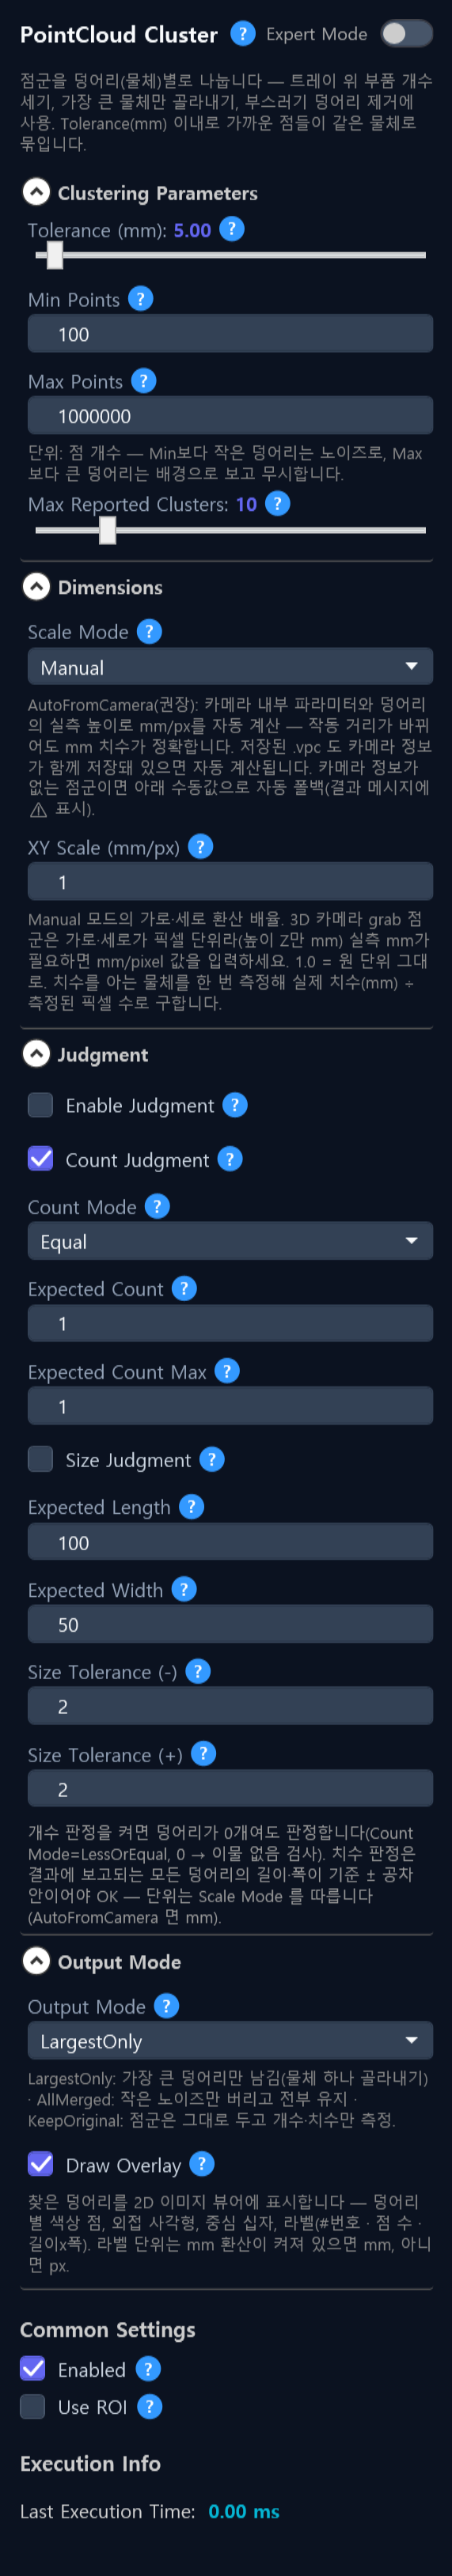 PointCloud Cluster ? Expert Mode
점군을 덩어리(물체)별로 나눕니다 — 트레이 위 부품 개수
세기, 가장 큰 물체만 골라내기, 부스러기 덩어리 제거에
사용. Tolerance(mm) 이내로 가까운 점들이 같은 물체로
묶입니다.
Clustering Parameters
Tolerance (mm): 5.00 ?
Min Points ?
100
Max Points ?
1000000
단위: 점 개수 — Min보다 작은 덩어리는 노이즈로, Max
보다 큰 덩어리는 배경으로 보고 무시합니다.
Max Reported Clusters: 10 ?
Dimensions
Scale Mode ?
Manual
AutoFromCamera(권장): 카메라 내부 파라미터와 덩어리
의 실측 높이로 mm/px를 자동 계산 — 작동 거리가 바뀌
어도 mm 치수가 정확합니다. 저장된 .vpc 도 카메라 정보
가 함께 저장돼 있으면 자동 계산됩니다. 카메라 정보가
없는 점군이면 아래 수동값으로 자동 폴백(결과 메시지에
⚠ 표시).
XY Scale (mm/px) ?
1
Manual 모드의 가로·세로 환산 배율. 3D 카메라 grab 점
군은 가로·세로가 픽셀 단위라(높이 Z만 mm) 실측 mm가
필요하면 mm/pixel 값을 입력하세요. 1.0 = 원 단위 그대
로. 치수를 아는 물체를 한 번 측정해 실제 치수(mm) ÷
측정된 픽셀 수로 구합니다.
Judgment
Enable Judgment ?
Count Judgment ?
Count Mode ?
Equal
Expected Count ?
1
Expected Count Max ?
1
Size Judgment ?
Expected Length ?
100
Expected Width ?
50
Size Tolerance (-) ?
2
Size Tolerance (+) ?
2
개수 판정을 켜면 덩어리가 0개여도 판정합니다(Count
Mode=LessOrEqual, 0 → 이물 없음 검사). 치수 판정은
결과에 보고되는 모든 덩어리의 길이·폭이 기준 ± 공차
안이어야 OK — 단위는 Scale Mode 를 따릅니다
(AutoFromCamera 면 mm).
Output Mode
Output Mode ?
LargestOnly
LargestOnly: 가장 큰 덩어리만 남김(물체 하나 골라내기)
· AllMerged: 작은 노이즈만 버리고 전부 유지 ·
KeepOriginal: 점군은 그대로 두고 개수·치수만 측정.
Draw Overlay ?
찾은 덩어리를 2D 이미지 뷰어에 표시합니다 — 덩어리
별 색상 점, 외접 사각형, 중심 십자, 라벨(#번호 · 점 수 ·
길이x폭). 라벨 단위는 mm 환산이 켜져 있으면 mm, 아니
면 px.
Common Settings
Enabled ?
Use ROI ?
Execution Info
Last Execution Time: 0.00 ms